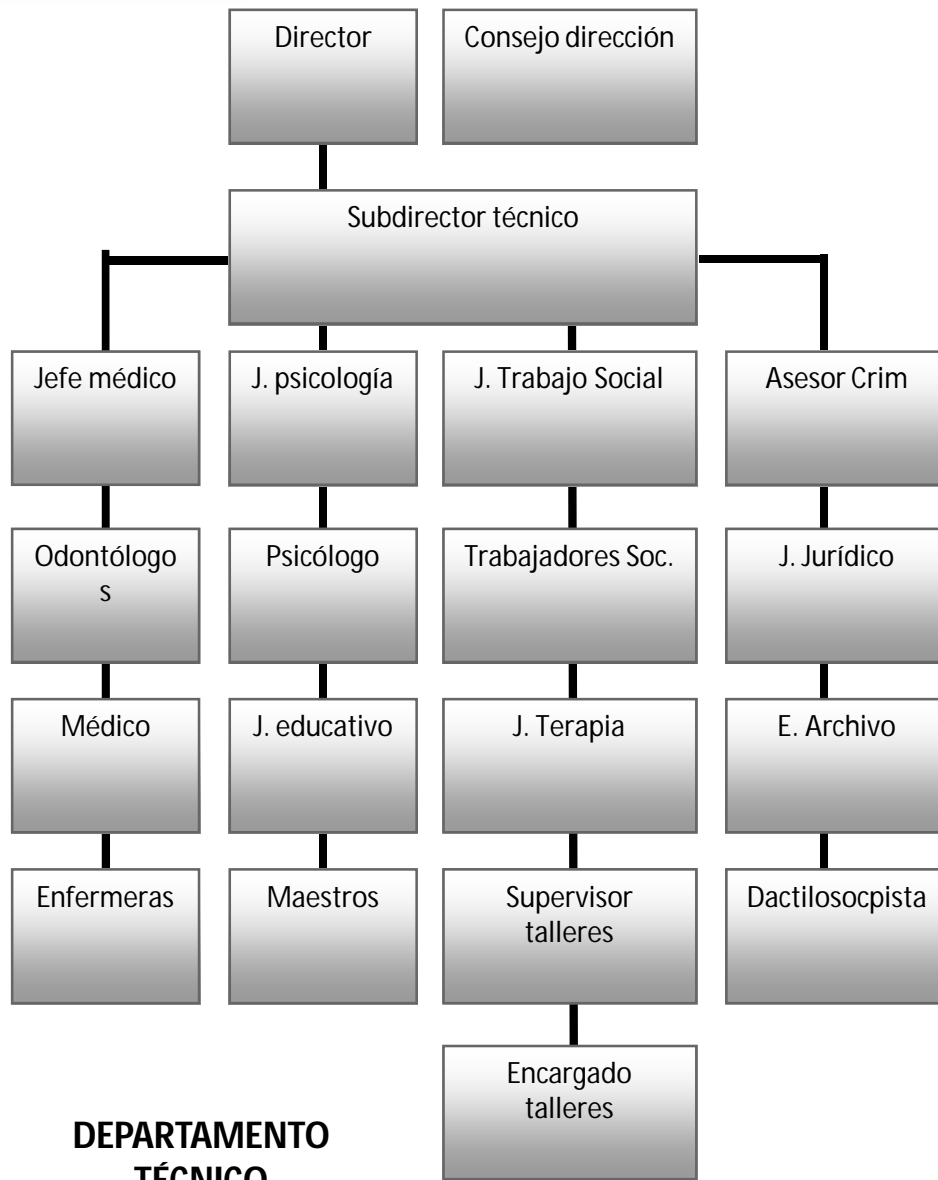 Director
Consejo dirección
Subdirector técnico
Jefe médico
J. psicología
J. Trabajo Social
Asesor Crim
Odontólogo
s
Psicólogo
Trabajadores Soc.
J. Jurídico
Médico
J. educativo
J. Terapia
E. Archivo
Enfermeras
Maestros
Supervisor
talleres
Dactilosocpista
Encargado
talleres
DEPARTAMENTO
TÉCNICO